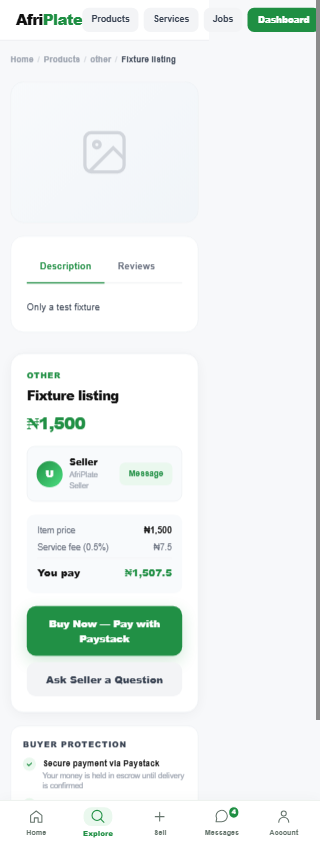 AfriPlate
Products
Services
Jobs
Dashboard
Home / Products / other / Fixture listing
Description
Reviews
Only a test fixture
OTHER
Fixture listing
₦1,500
U
Seller
AfriPlate
Seller
Message
Item price ₦1,500
Service fee (0.5%) ₦7.5
You pay ₦1,507.5
Buy Now — Pay with
Paystack
Ask Seller a Question
BUYER PROTECTION
Secure payment via Paystack
Your money is held in escrow until delivery
is confirmed
4
Home
Explore
Sell
Messages
Account